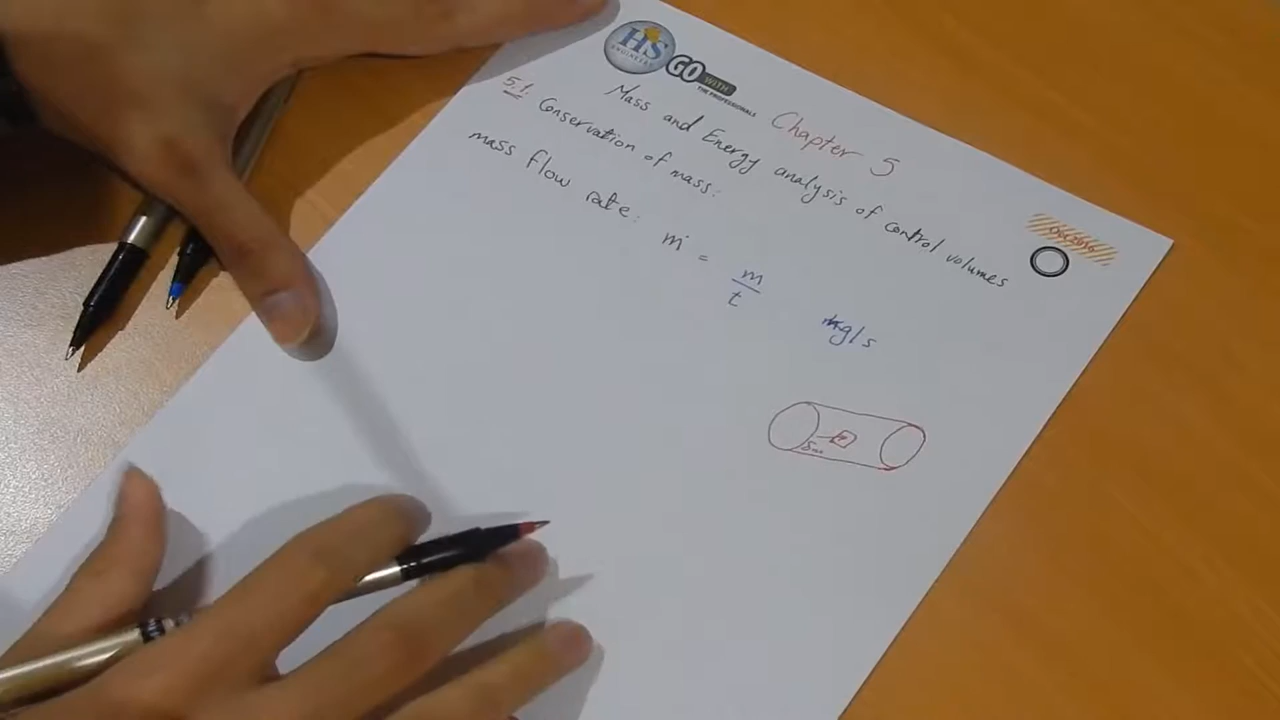 HS
ENGINEERS
GO WITH
THE PROFESSIONALS
Chapter 5
Mass and Energy analysis of control volumes
5.1. Conservation of mass:
mass flow rate: ṁ = m/t kg/s